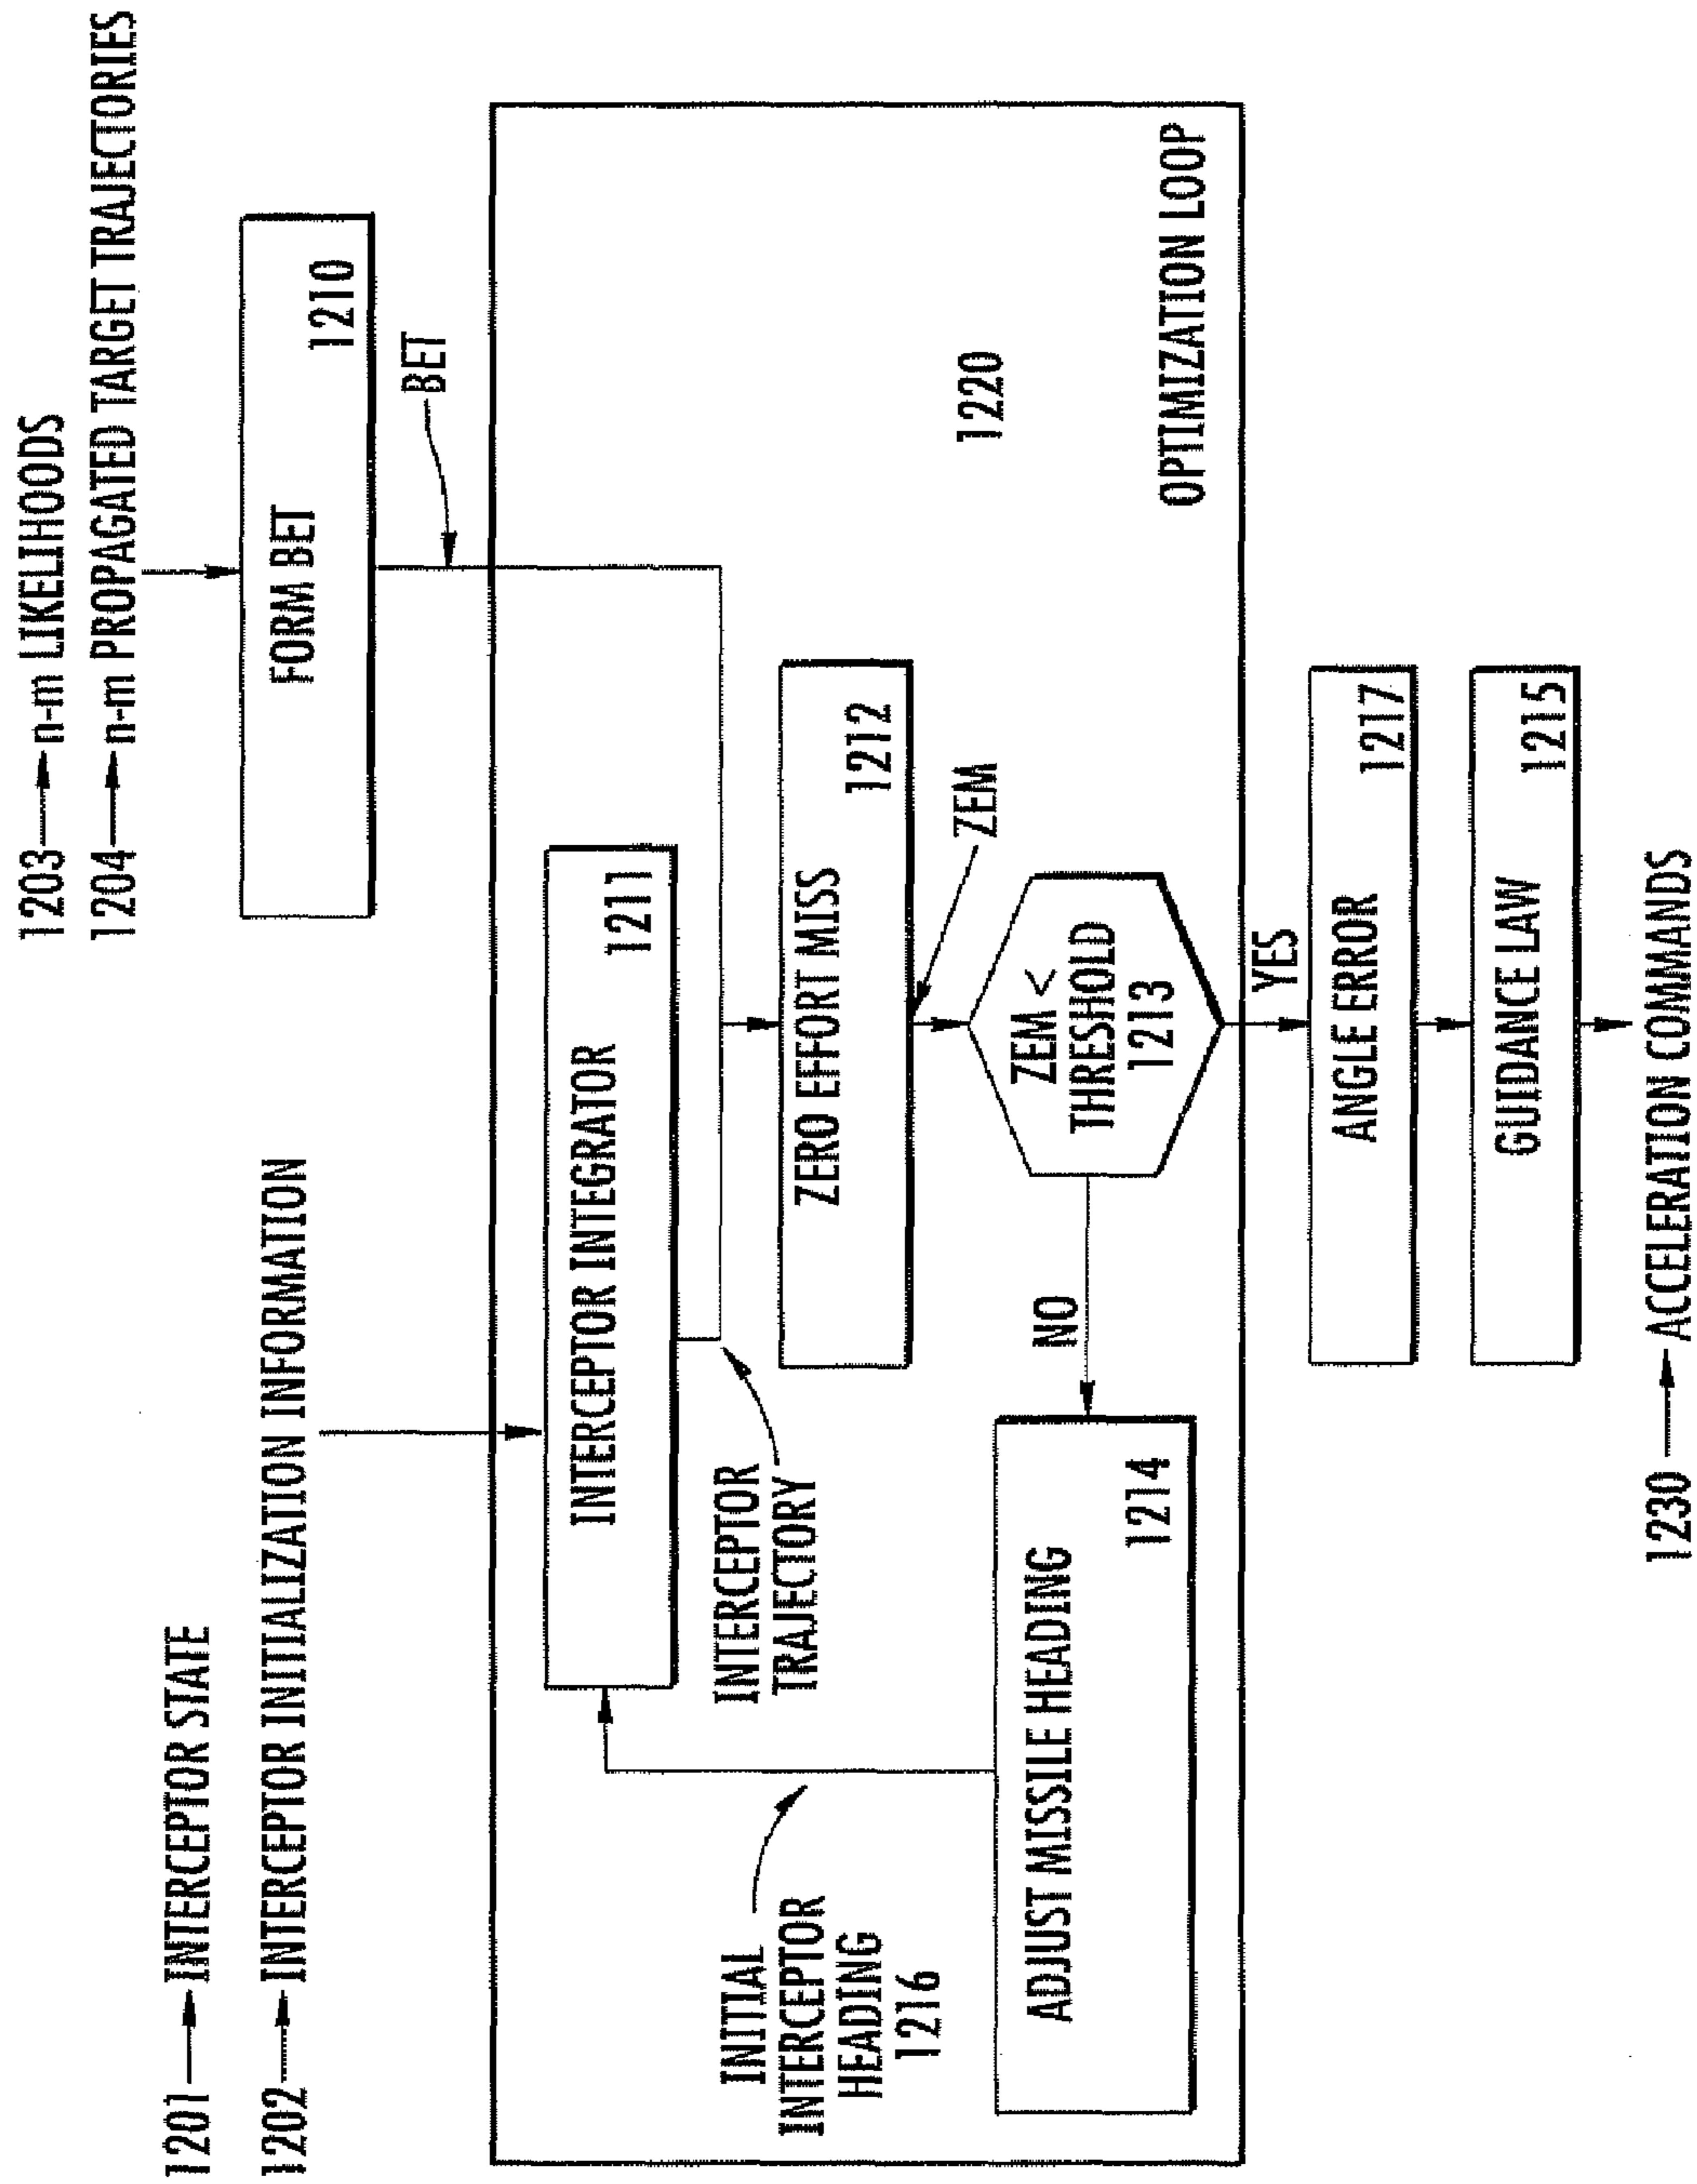 1203 n-m LIKELIHOODS
1204 n-m PROPAGATED TARGET TRAJECTORIES
1201 INTERCEPTOR STATE
1202 INTERCEPTOR INITIALIZATION INFORMATION
FORM BET
1210
BET
INTERCEPTOR INTEGRATOR
1211
INTERCEPTOR
TRAJECTORY
INITIAL
INTERCEPTOR
HEADING
1216
ZERO EFFORT MISS
1212
ZEM
1220
ZEM <
THRESHOLD
1213
NO
ADJUST MISSILE HEADING
1214
OPTIMIZATION LOOP
YES
ANGLE ERROR
1217
GUIDANCE LAW
1215
1230 ACCELERATION COMMANDS